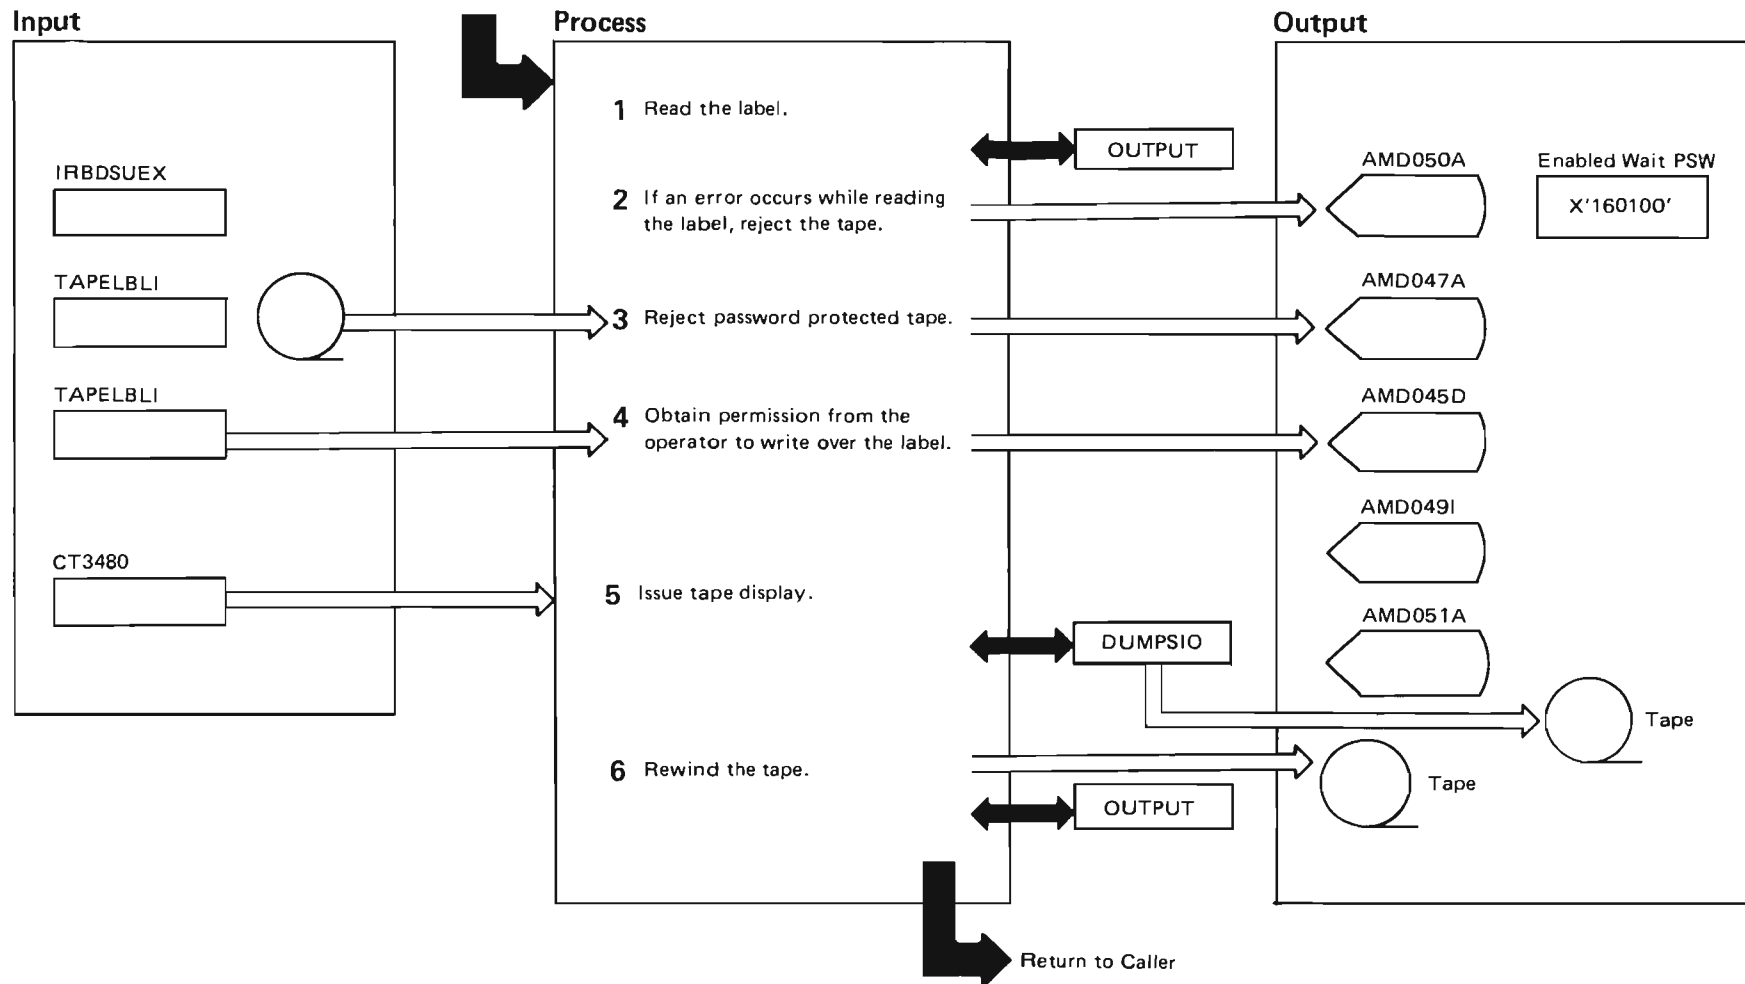 Input
Process
Output
1 Read the label.
OUTPUT
IRBDSUEX
AMD050A
Enabled Wait PSW
X'160100'
2 If an error occurs while reading
the label, reject the tape.
TAPELBLI
AMD047A
3 Reject password protected tape.
TAPELBLI
AMD045D
4 Obtain permission from the
operator to write over the label.
AMD049I
CT3480
5 Issue tape display.
AMD051A
DUMPSIO
Tape
6 Rewind the tape.
Tape
OUTPUT
Return to Caller